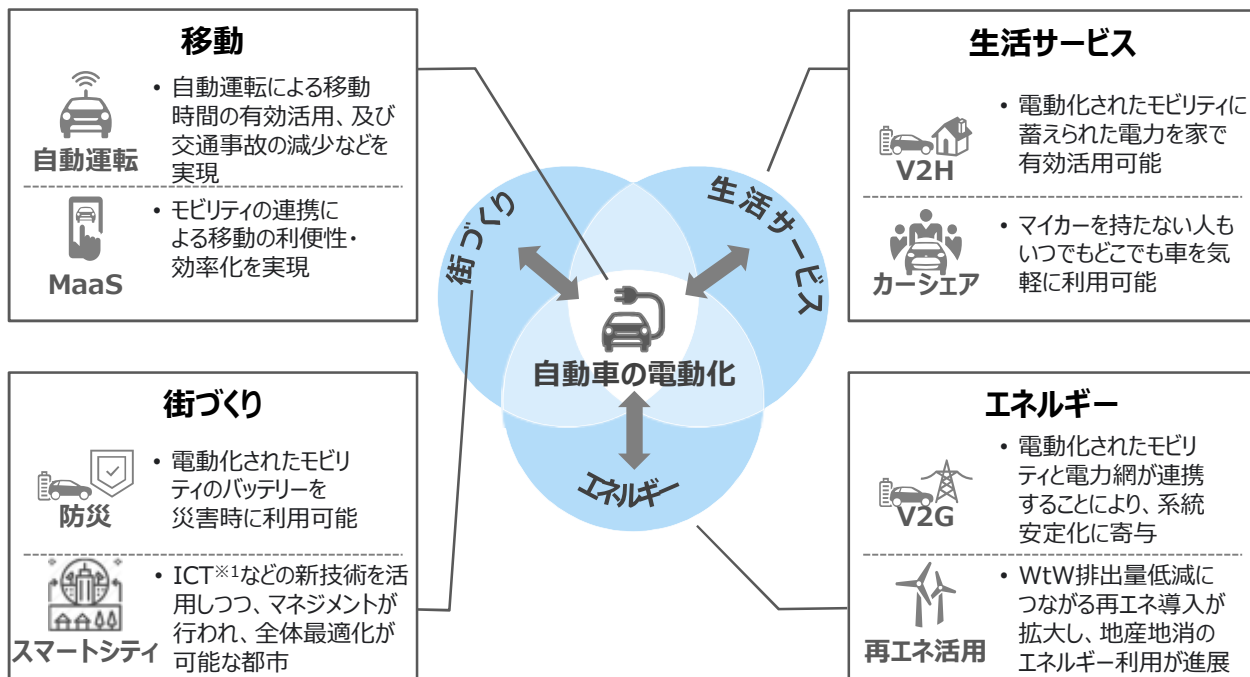 移動
自動運転
• 自動運転による移動
時間の有効活用、及び
交通事故の減少などを
実現
MaaS
• モビリティの連携に
よる移動の利便性・
効率化を実現
生活サービス
V2H
• 電動化されたモビリティに
蓄えられた電力を家で
有効活用可能
カーシェア
• マイカーを持たない人も
いつでもどこでも車を気
軽に利用可能
街づくり
生活サービス
自動車の電動化
エネルギー
街づくり
防災
• 電動化されたモビリ
ティのバッテリーを
災害時に利用可能
スマートシティ
• ICT※1などの新技術を活
用しつつ、マネジメントが
行われ、全体最適化が
可能な都市
エネルギー
V2G
• 電動化されたモビリ
ティと電力網が連携
することにより、系統
安定化に寄与
再エネ活用
• WtW排出量低減に
つながる再エネ導入が
拡大し、地産地消の
エネルギー利用が進展